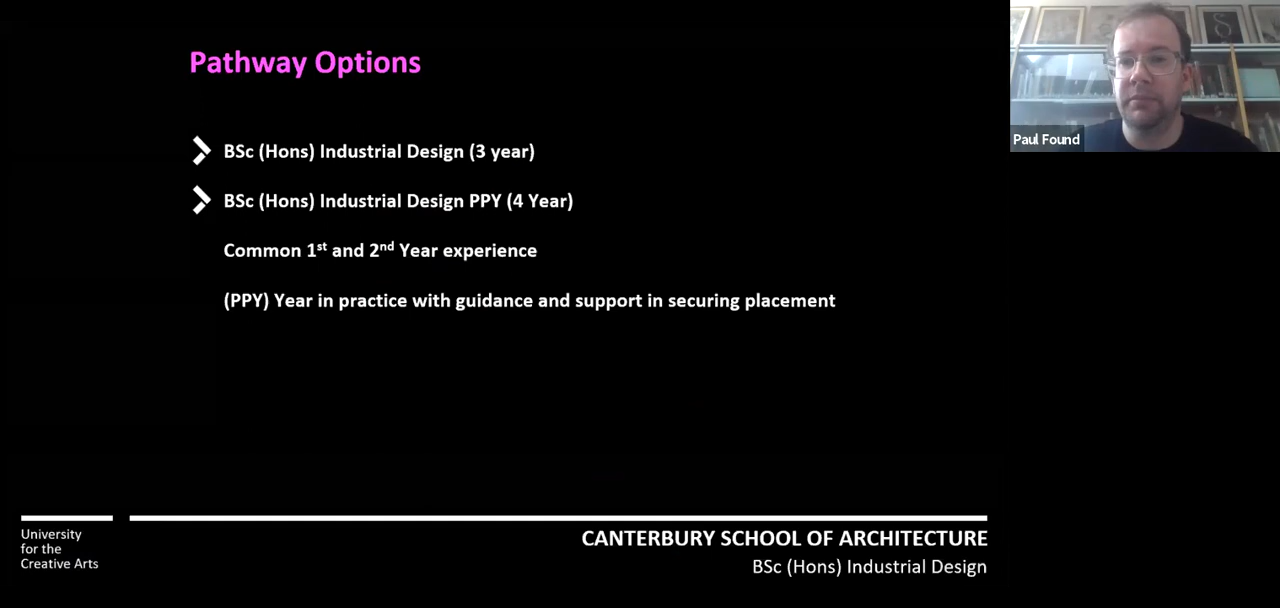 Pathway Options
BSc (Hons) Industrial Design (3 year)
BSc (Hons) Industrial Design PPY (4 Year)
Common 1st and 2nd Year experience
(PPY) Year in practice with guidance and support in securing placement
Paul Found
University
for the
Creative Arts
CANTERBURY SCHOOL OF ARCHITECTURE
BSc (Hons) Industrial Design